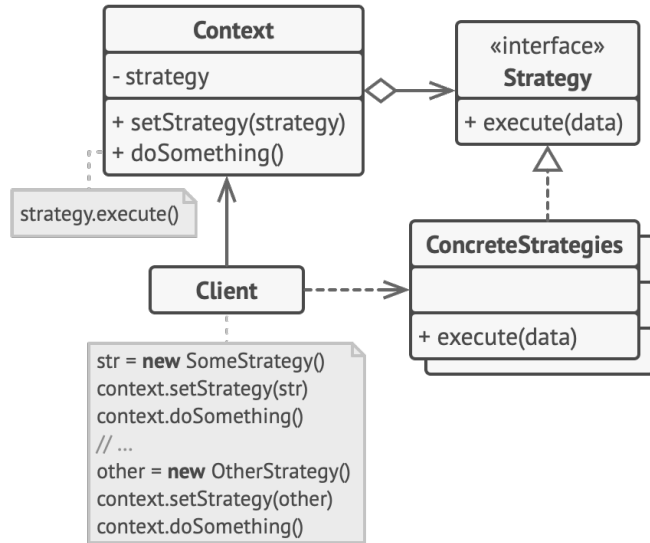 Context
- strategy
+ setStrategy(strategy)
+ doSomething()
«interface»
Strategy
+ execute(data)
strategy.execute()
Client
ConcreteStrategies
+ execute(data)
str = new SomeStrategy()
context.setStrategy(str)
context.doSomething()
// ...
other = new OtherStrategy()
context.setStrategy(other)
context.doSomething()